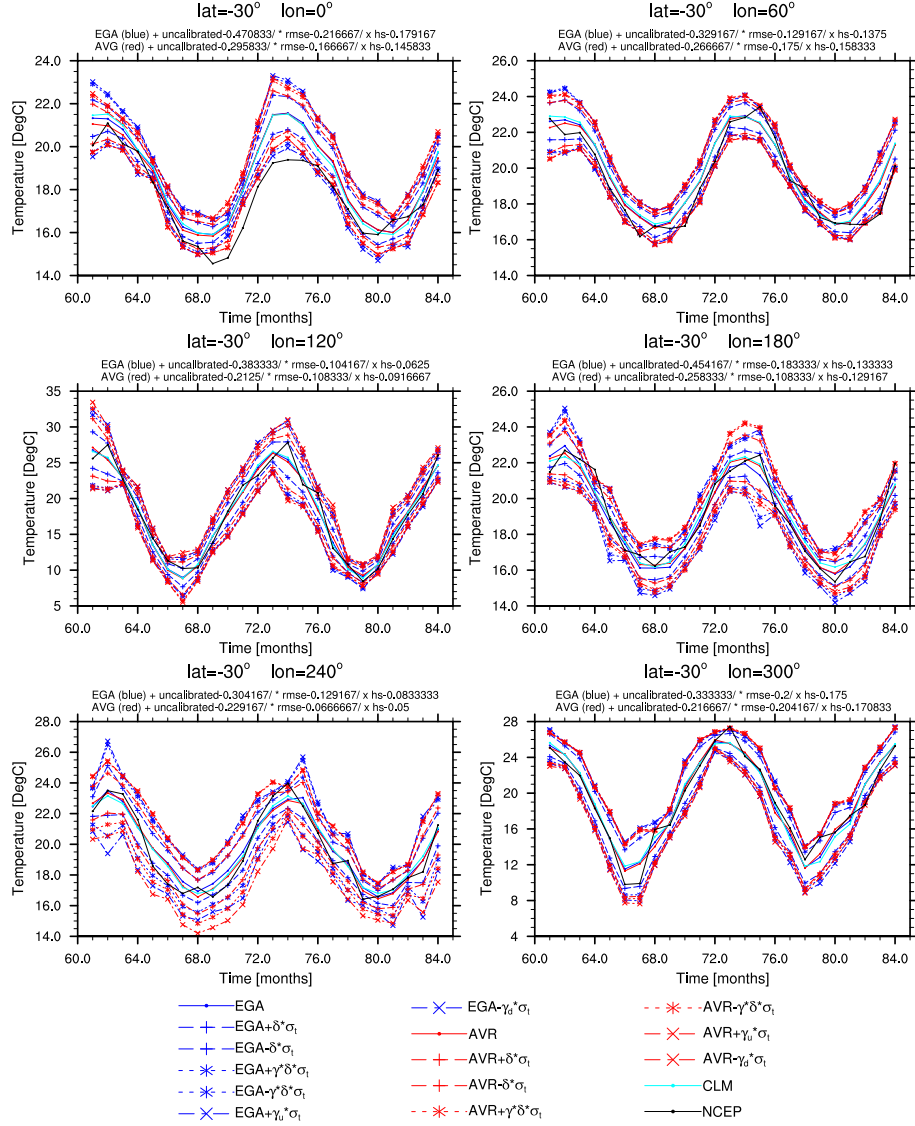 lat=-30° lon=0°
EGA (blue) + uncalibrated-0.470833/ * rmse-0.216667/ x hs-0.179167
AVG (red) + uncalibrated-0.295833/ * rmse-0.166667/ x hs-0.145833
Temperature [DegC]
24.0
22.0
20.0
18.0
16.0
14.0
60.0 64.0 68.0 72.0 76.0 80.0 84.0
Time [months]
lat=-30° lon=60°
EGA (blue) + uncalibrated-0.329167/ * rmse-0.129167/ x hs-0.1375
AVG (red) + uncalibrated-0.266667/ * rmse-0.175/ x hs-0.158333
Temperature [DegC]
26.0
24.0
22.0
20.0
18.0
16.0
14.0
60.0 64.0 68.0 72.0 76.0 80.0 84.0
Time [months]
lat=-30° lon=120°
EGA (blue) + uncalibrated-0.383333/ * rmse-0.104167/ x hs-0.0625
AVG (red) + uncalibrated-0.2125/ * rmse-0.108333/ x hs-0.0916667
Temperature [DegC]
35
30
25
20
15
10
5
60.0 64.0 68.0 72.0 76.0 80.0 84.0
Time [months]
lat=-30° lon=180°
EGA (blue) + uncalibrated-0.454167/ * rmse-0.183333/ x hs-0.133333
AVG (red) + uncalibrated-0.258333/ * rmse-0.108333/ x hs-0.129167
Temperature [DegC]
26.0
24.0
22.0
20.0
18.0
16.0
14.0
60.0 64.0 68.0 72.0 76.0 80.0 84.0
Time [months]
lat=-30° lon=240°
EGA (blue) + uncalibrated-0.304167/ * rmse-0.129167/ x hs-0.0833333
AVG (red) + uncalibrated-0.229167/ * rmse-0.0666667/ x hs-0.05
Temperature [DegC]
28.0
26.0
24.0
22.0
20.0
18.0
16.0
14.0
60.0 64.0 68.0 72.0 76.0 80.0 84.0
Time [months]
lat=-30° lon=300°
EGA (blue) + uncalibrated-0.333333/ * rmse-0.2/ x hs-0.175
AVG (red) + uncalibrated-0.216667/ * rmse-0.204167/ x hs-0.170833
Temperature [DegC]
28
24
20
16
12
8
4
60.0 64.0 68.0 72.0 76.0 80.0 84.0
Time [months]
EGA
EGA+δ*σt
EGA-δ*σt
EGA+γ*δ*σt
EGA-γ*δ*σt
EGA+γu*σt
EGA-γd*σt
AVR
AVR+δ*σt
AVR-δ*σt
AVR+γ*δ*σt
AVR-γ*δ*σt
AVR+γu*σt
AVR-γd*σt
CLM
NCEP